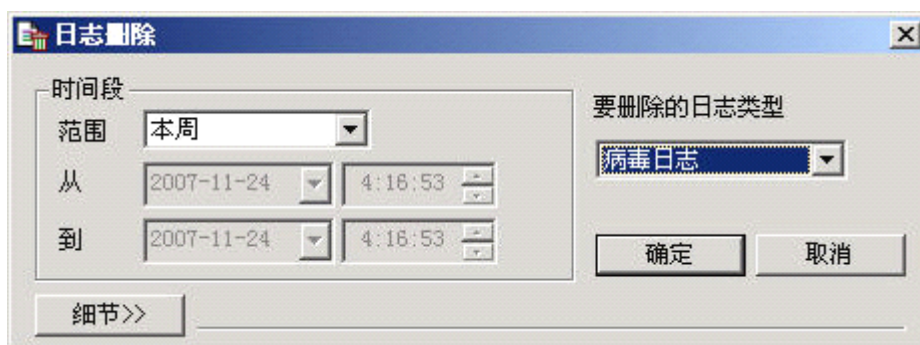 日志删除
时间段
范围 本周
从 2007-11-24 4:16:53
到 2007-11-24 4:16:53
要删除的日志类型
病毒日志
确定 取消
细节>>